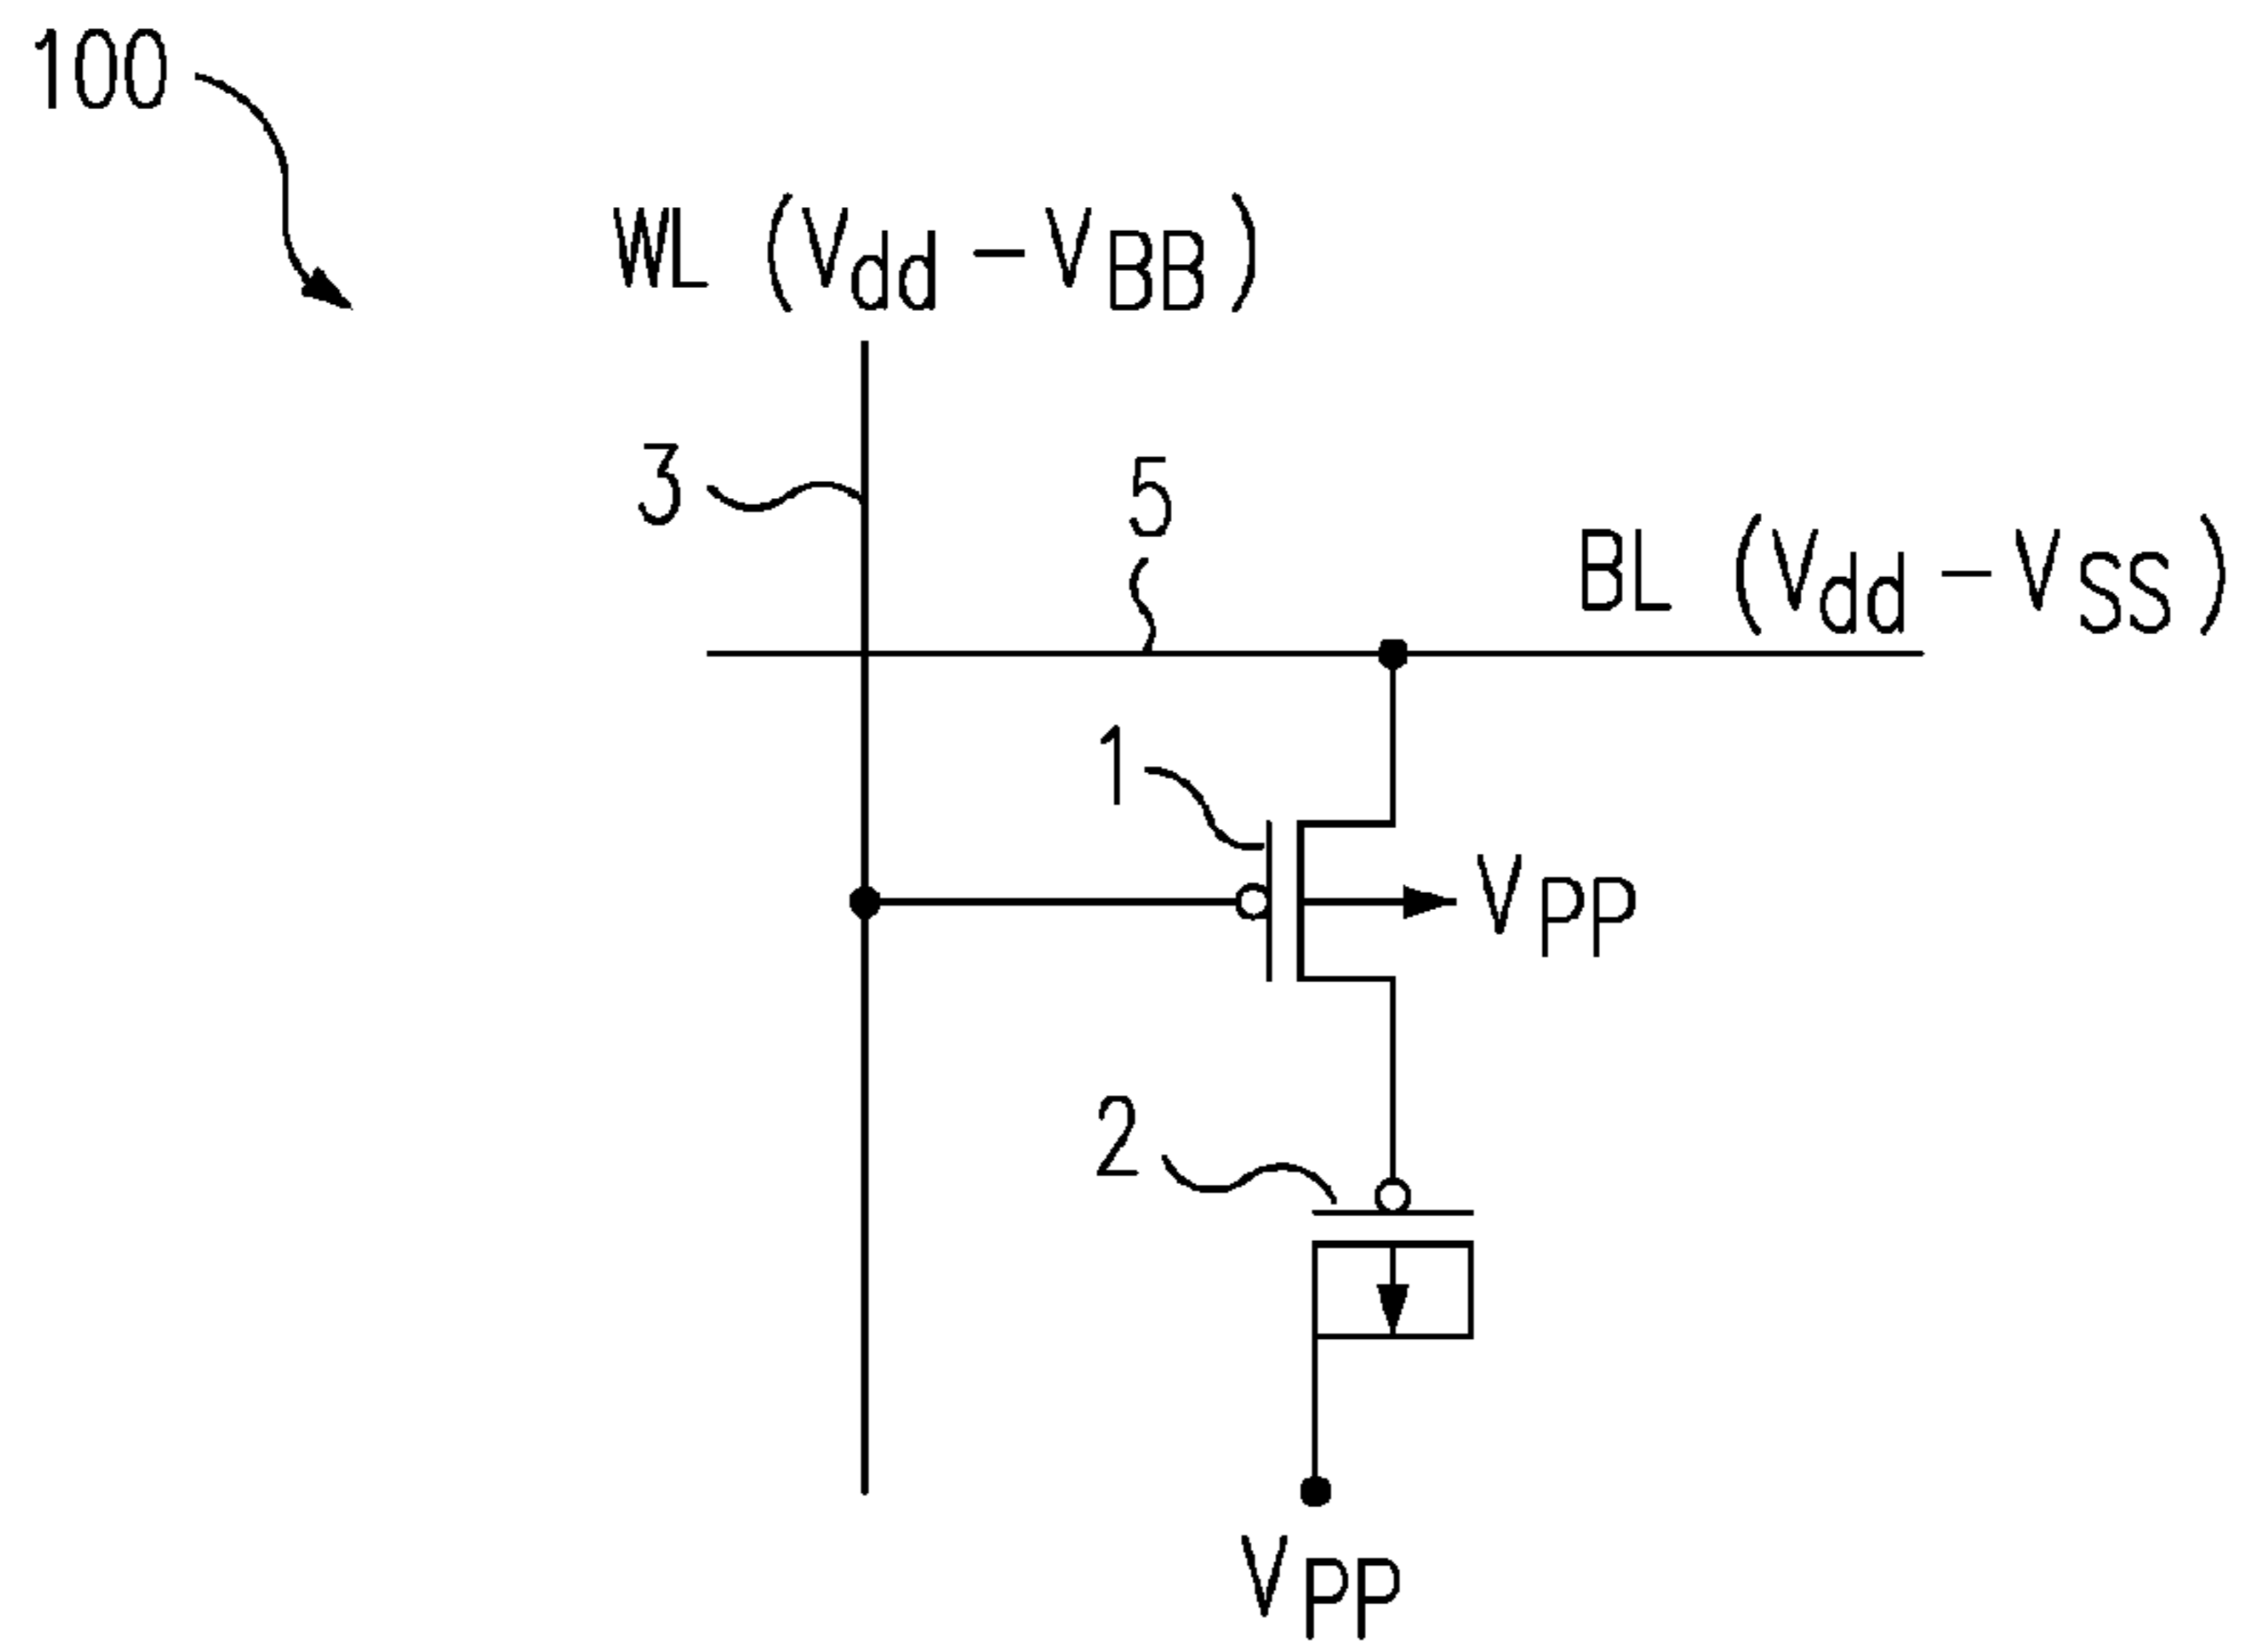 100
WL (Vdd – VBB)
3
5
BL (Vdd – VSS)
1
VPP
2
VPP